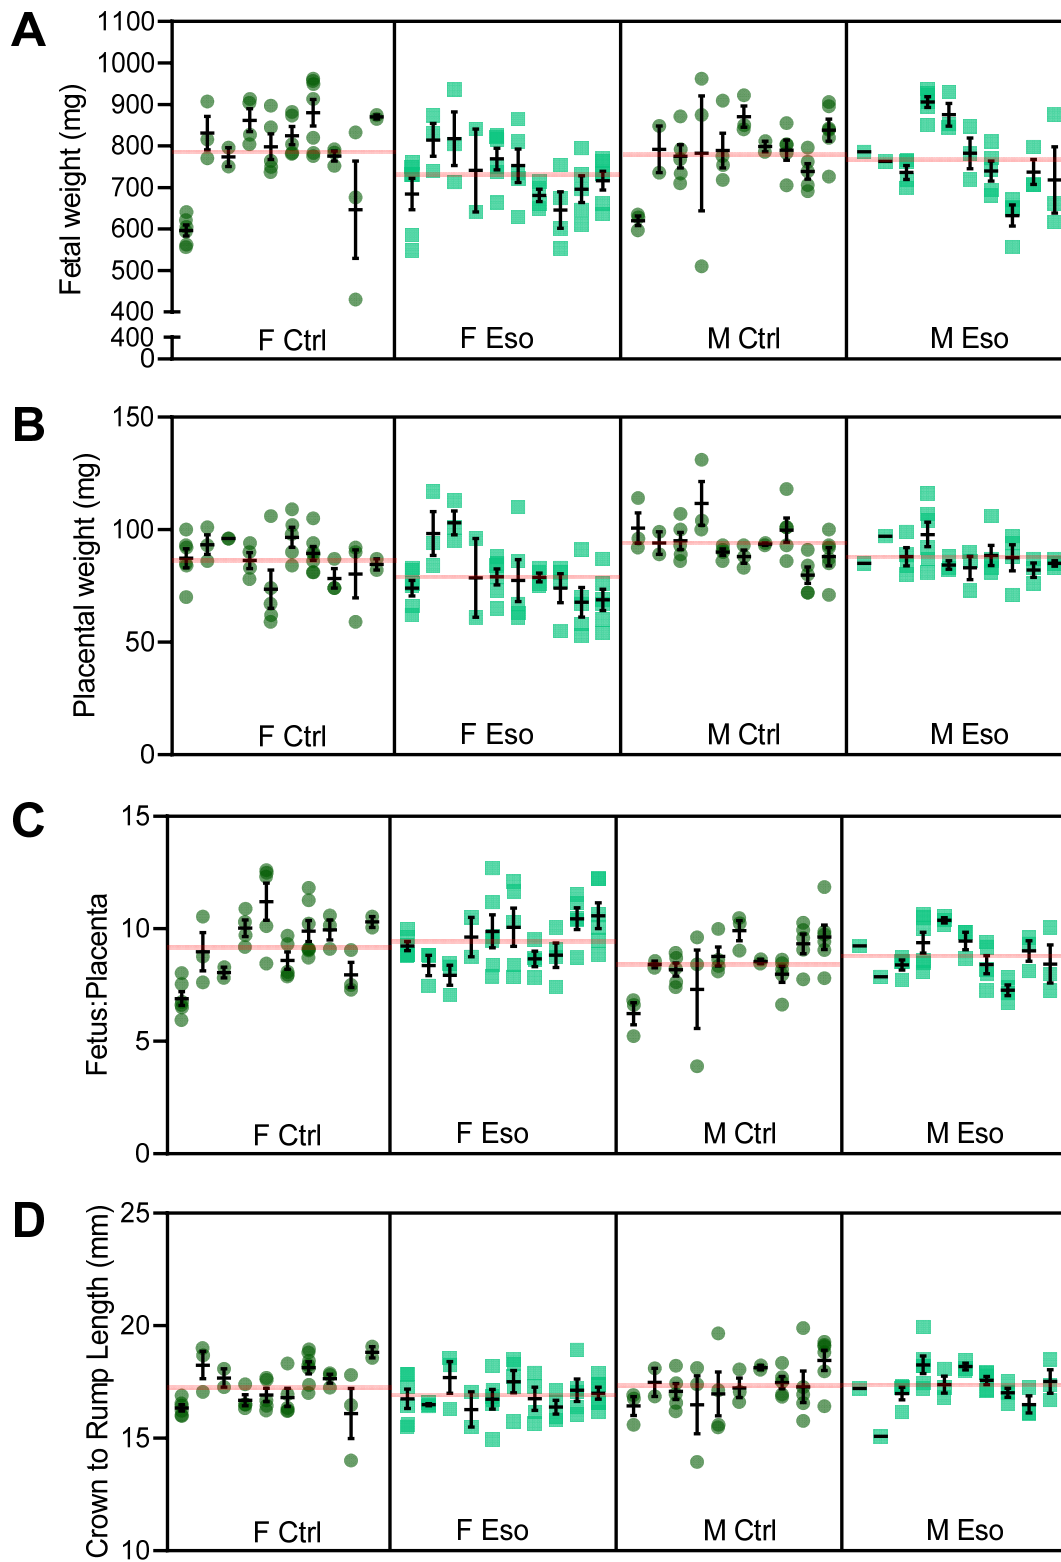 A
Fetal weight (mg)
1100
1000
900
800
700
600
500
400
400
0
F Ctrl
F Eso
M Ctrl
M Eso
B
Placental weight (mg)
150
100
50
0
F Ctrl
F Eso
M Ctrl
M Eso
C
Fetus:Placenta
15
10
5
0
F Ctrl
F Eso
M Ctrl
M Eso
D
Crown to Rump Length (mm)
25
20
15
10
F Ctrl
F Eso
M Ctrl
M Eso